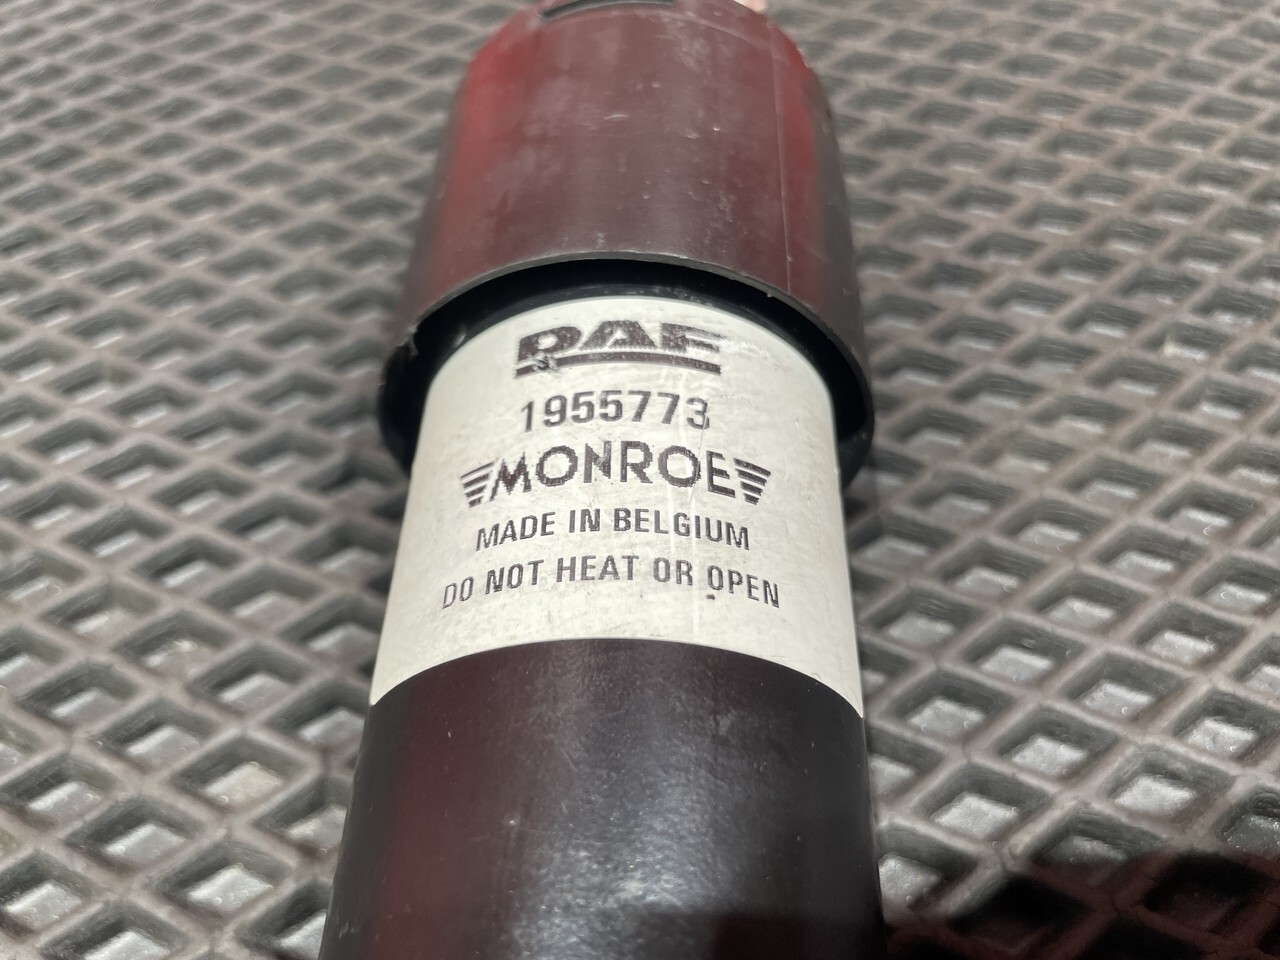 DAF
1955773
MONROE
MADE IN BELGIUM
DO NOT HEAT OR OPEN